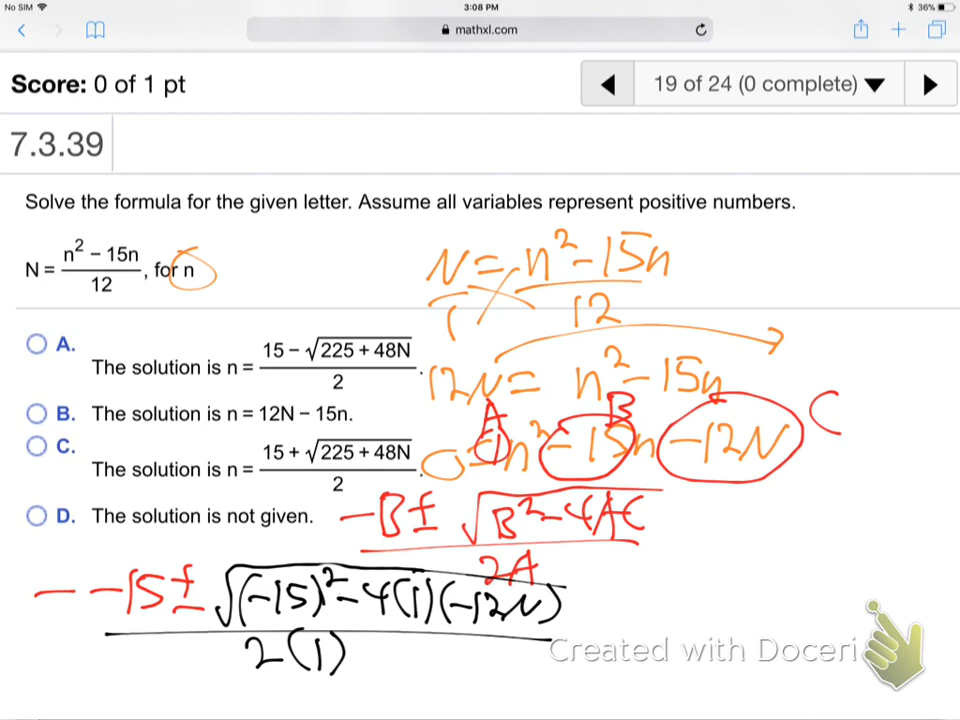 No SIM 3:08 PM 36%
mathxl.com
Score: 0 of 1 pt 19 of 24 (0 complete)
7.3.39
Solve the formula for the given letter. Assume all variables represent positive numbers.
N = (n² − 15n)/12, for n
N/1 = (n² − 15n)/12
A. The solution is n = (15 − √(225 + 48N))/2.
12N = n² − 15n
B. The solution is n = 12N − 15n.
A B C
0 = 1n² − 15n − 12N
C. The solution is n = (15 + √(225 + 48N))/2.
D. The solution is not given.
(−B ± √(B² − 4AC))/2A
(− −15 ± √((−15)² − 4(1)(−12N)))/2(1)
Created with Doceri